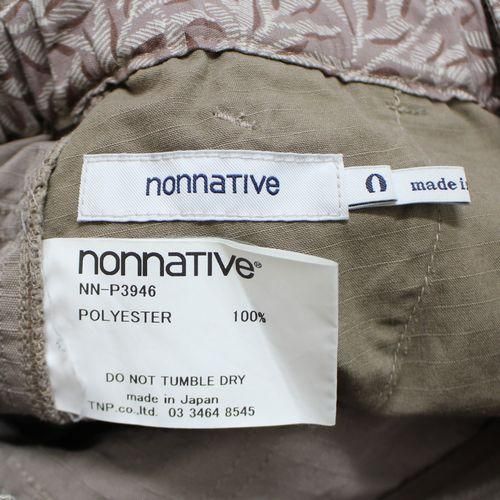 nonnative
0
made i
nonnative®
NN-P3946
POLYESTER 100%
DO NOT TUMBLE DRY
made in Japan
TNP.co.,ltd. 03 3464 8545